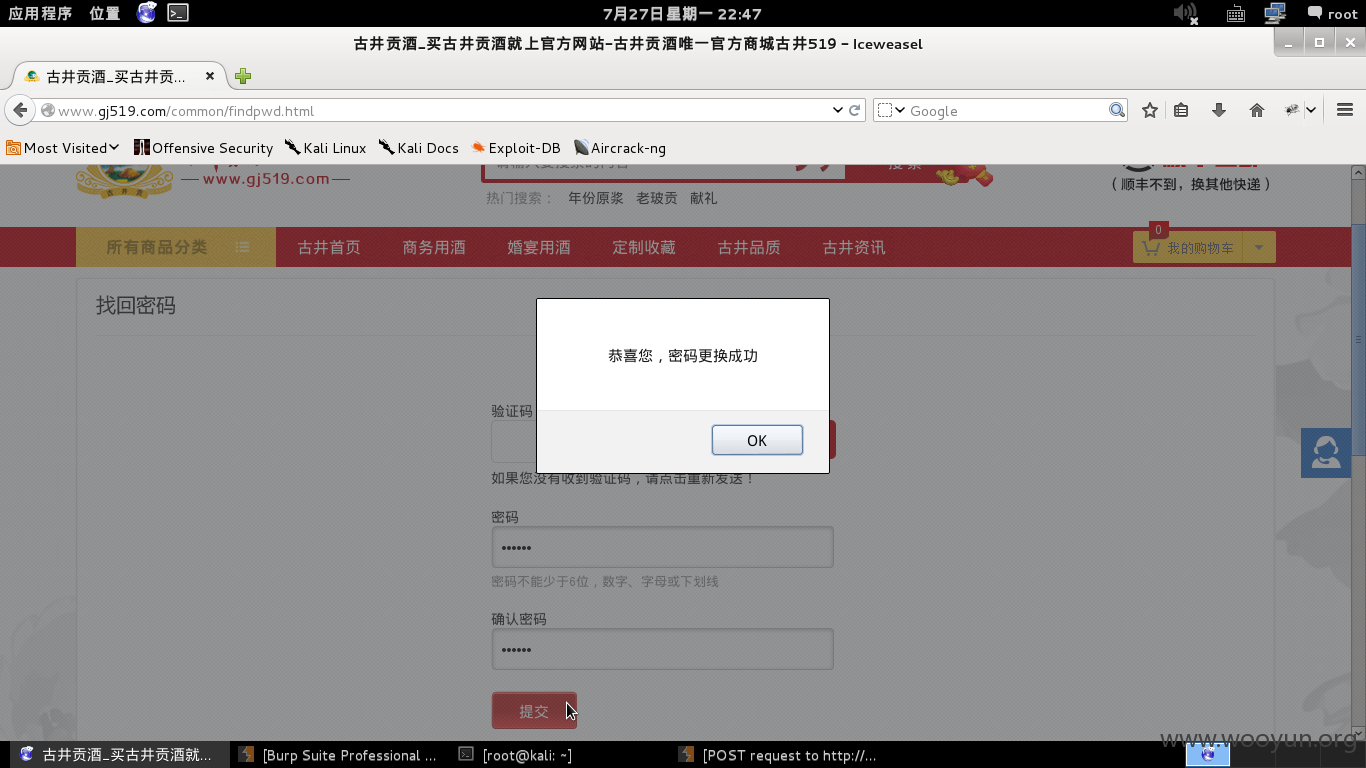 应用程序 位置 7月27日星期一 22:47 root
古井贡酒_买古井贡酒就上官方网站-古井贡酒唯一官方商城古井519 - Iceweasel
古井贡酒_买古井贡...
www.gj519.com/common/findpwd.html Google
Most Visited Offensive Security Kali Linux Kali Docs Exploit-DB Aircrack-ng
搜索
www.gj519.com
(顺丰不到，换其他快递)
热门搜索： 年份原浆 老玻贡 献礼
0
所有商品分类 古井首页 商务用酒 婚宴用酒 定制收藏 古井品质 古井资讯 我的购物车
找回密码
恭喜您，密码更换成功
验证码
OK
如果您没有收到验证码，请点击重新发送！
密码
••••••
密码不能少于6位，数字、字母或下划线
确认密码
••••••
提交
www.wooyun.org
古井贡酒_买古井贡酒就... [Burp Suite Professional ... [root@kali: ~] [POST request to http://...